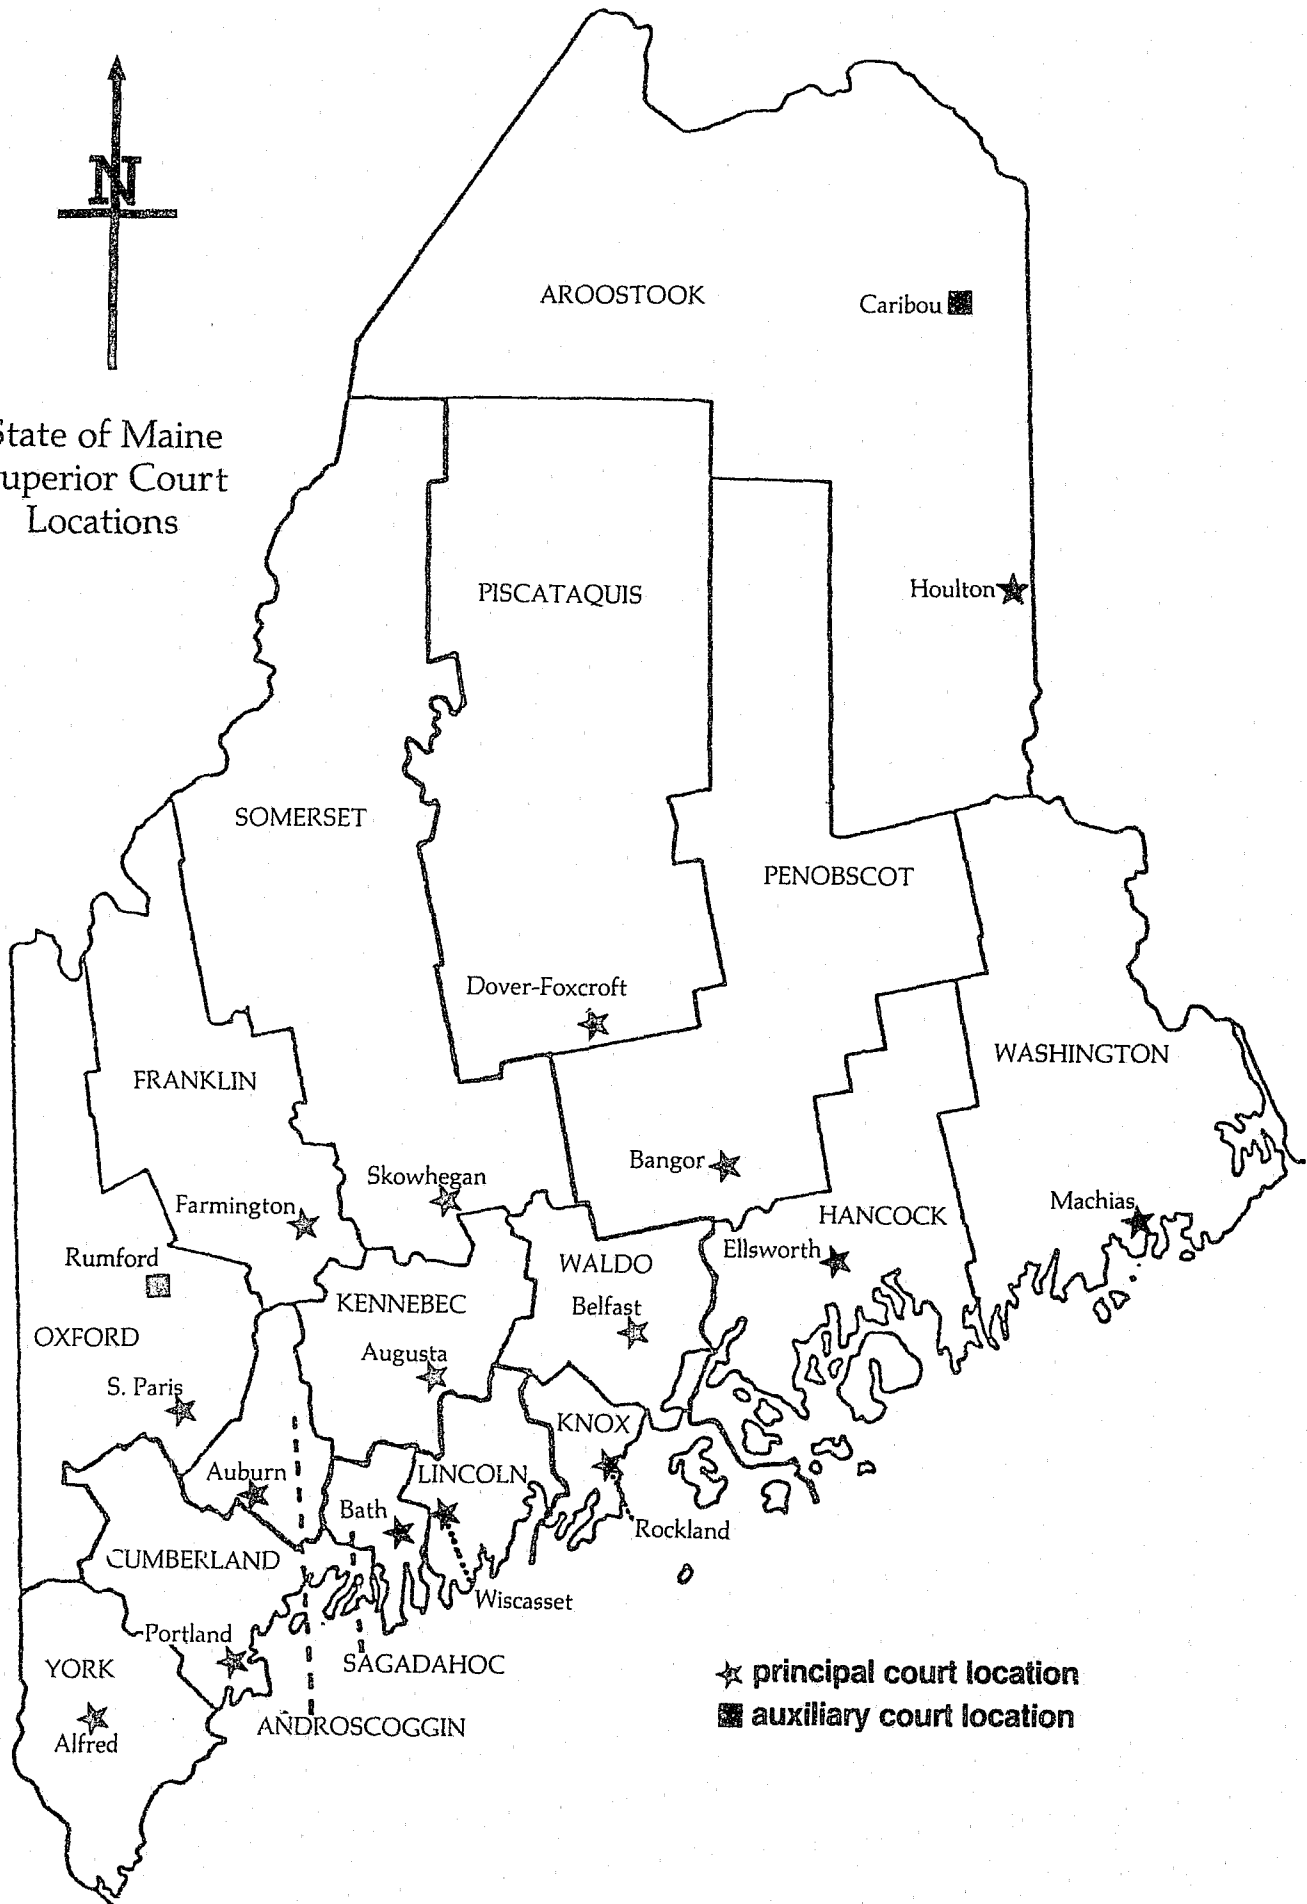 N
State of Maine
uperior Court
Locations
AROOSTOOK
Caribou
PISCATAQUIS
Houlton
SOMERSET
PENOBSCOT
Dover-Foxcroft
WASHINGTON
FRANKLIN
Skowhegan
Bangor
Farmington
Machias
HANCOCK
Ellsworth
Rumford
WALDO
KENNEBEC
Belfast
OXFORD
Augusta
S. Paris
KNOX
Auburn
LINCOLN
Bath
Rockland
CUMBERLAND
Wiscasset
Portland
YORK
SAGADAHOC
ANDROSCOGGIN
Alfred
principal court location
auxiliary court location